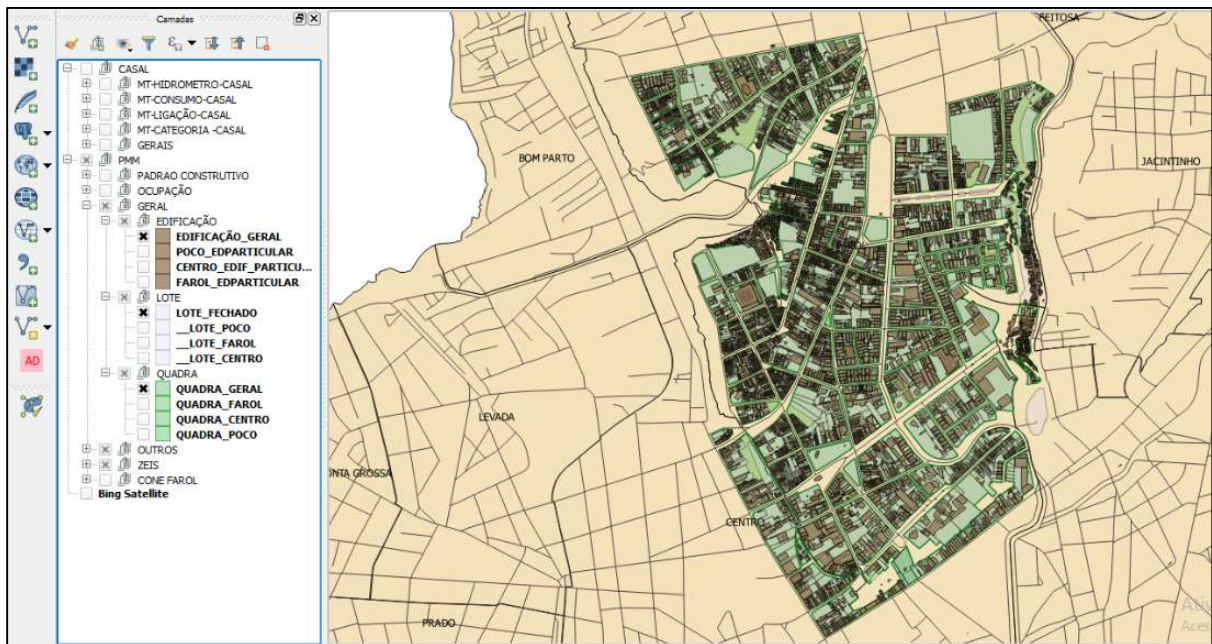 Camadas
CASAL
MT-HIDROMETRO-CASAL
MT-CONSUMO-CASAL
MT-LIGAÇÃO-CASAL
MT-CATEGORIA -CASAL
GERAIS
PMM
PADRAO CONSTRUTIVO
OCUPAÇÃO
GERAL
EDIFICAÇÃO
EDIFICAÇÃO_GERAL
POCO_EDPARTICULAR
CENTRO_EDIF_PARTICU...
FAROL_EDPARTICULAR
LOTE
LOTE_FECHADO
__LOTE_POCO
__LOTE_FAROL
__LOTE_CENTRO
QUADRA
QUADRA_GERAL
QUADRA_FAROL
QUADRA_CENTRO
QUADRA_POCO
OUTROS
ZEIS
CONE FAROL
Bing Satellite
AD
FEITOSA
BOM PARTO
JACINTINHO
LEVADA
NTA GROSSA
CENTRO
PRADO
Ativ
Aces